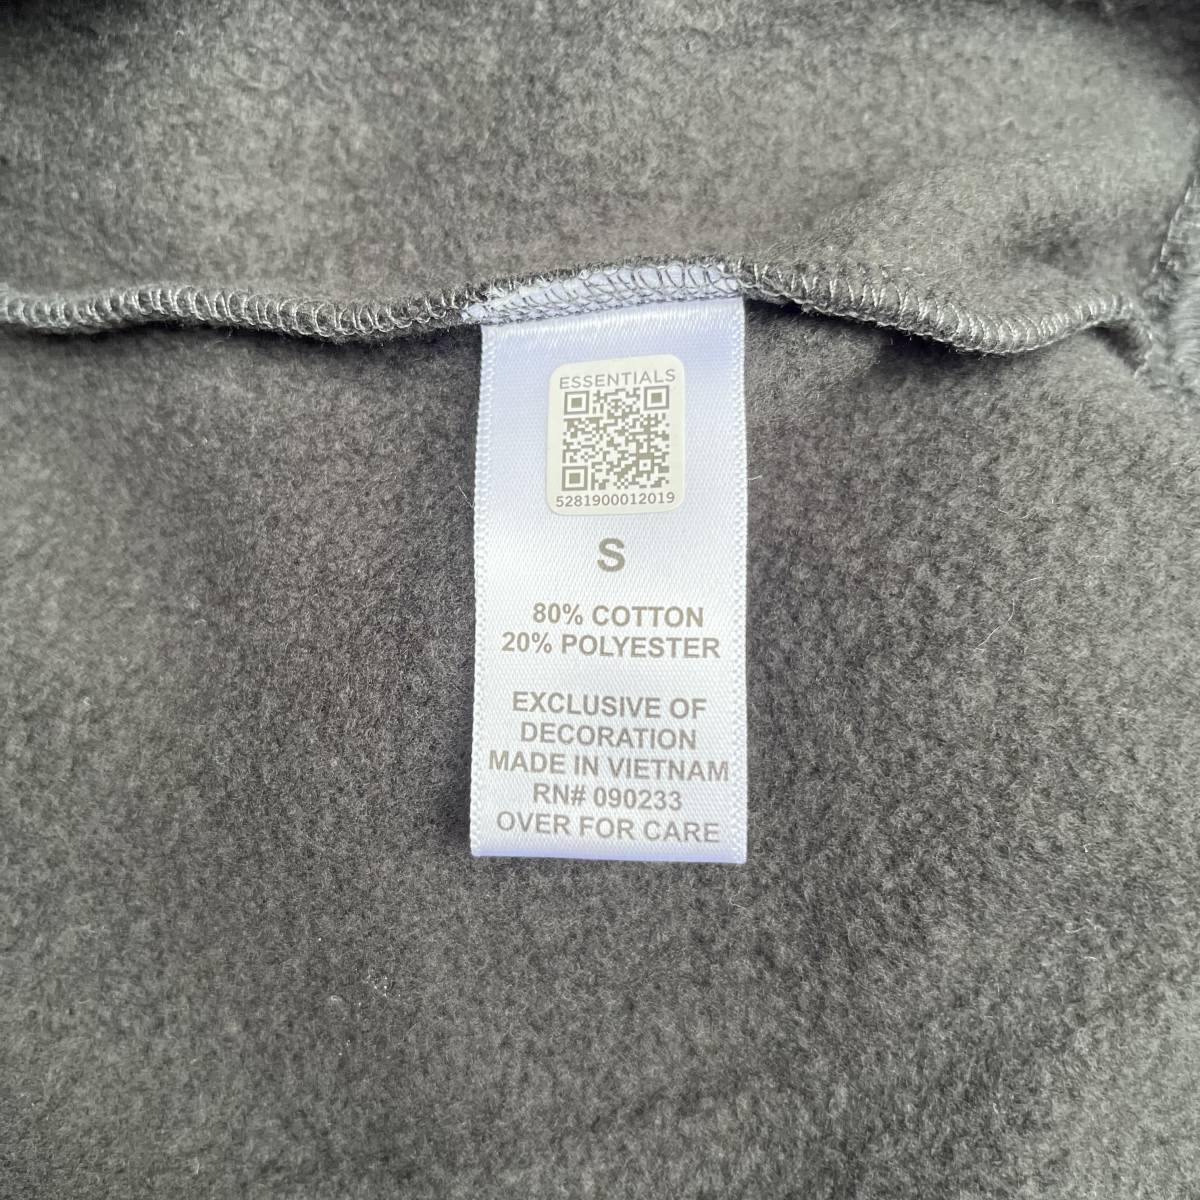 ESSENTIALS
5281900012019
S
80% COTTON
20% POLYESTER
EXCLUSIVE OF
DECORATION
MADE IN VIETNAM
RN# 090233
OVER FOR CARE